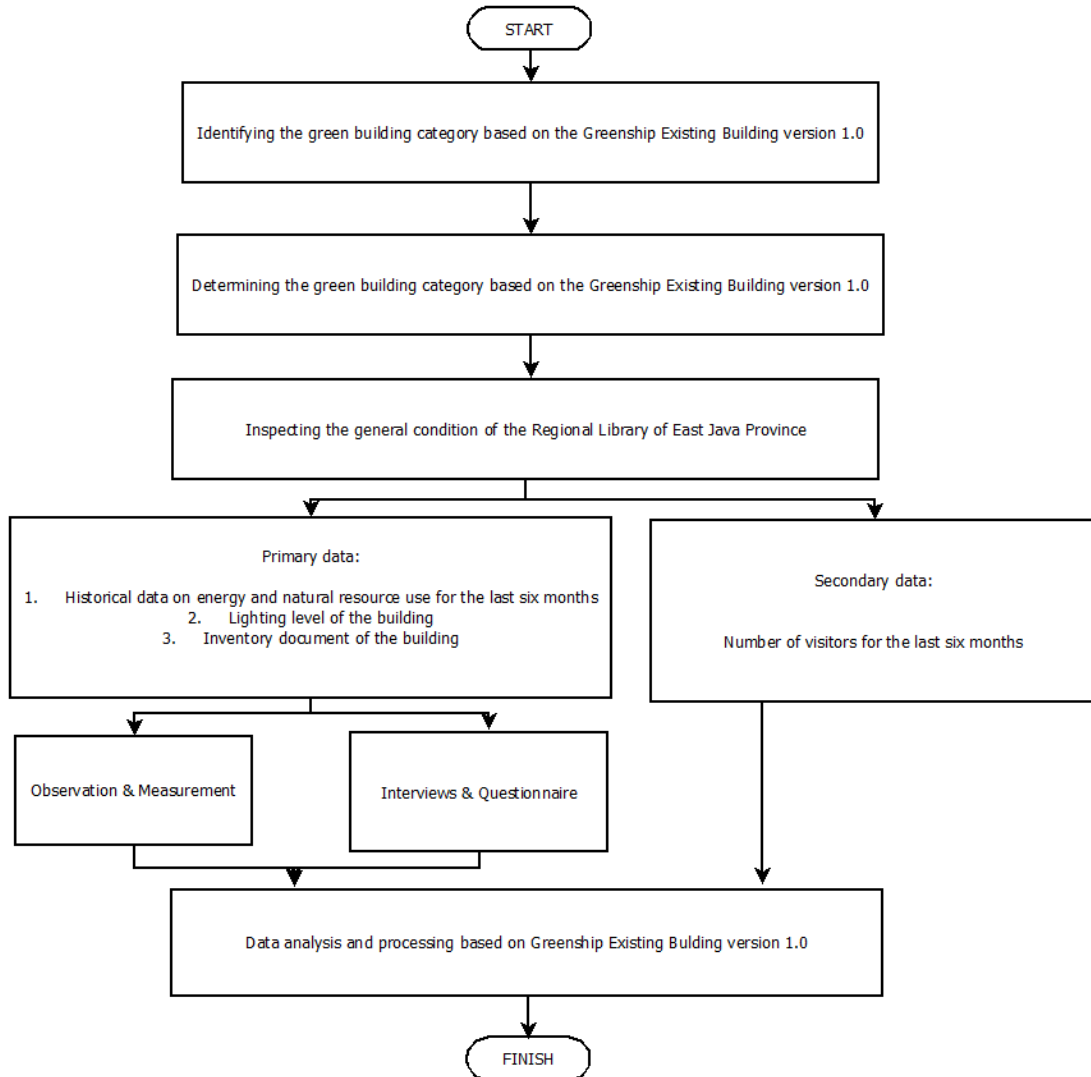 START
Identifying the green building category based on the Greenship Existing Building version 1.0
Determining the green building category based on the Greenship Existing Building version 1.0
Inspecting the general condition of the Regional Library of East Java Province
Primary data:
1. Historical data on energy and natural resource use for the last six months
2. Lighting level of the building
3. Inventory document of the building
Secondary data:
Number of visitors for the last six months
Observation & Measurement
Interviews & Questionnaire
Data analysis and processing based on Greenship Existing Bulding version 1.0
FINISH